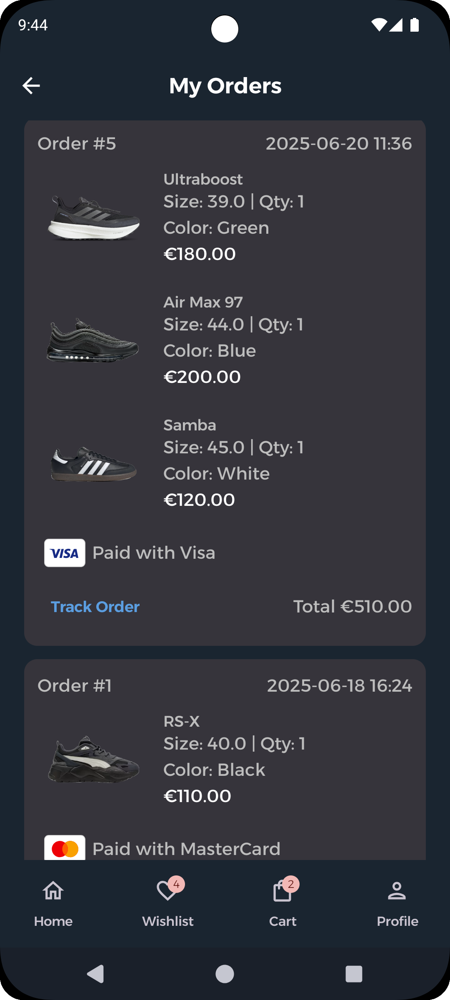 9:44
My Orders
Order #5 2025-06-20 11:36
Ultraboost
Size: 39.0 | Qty: 1
Color: Green
€180.00
Air Max 97
Size: 44.0 | Qty: 1
Color: Blue
€200.00
Samba
Size: 45.0 | Qty: 1
Color: White
€120.00
VISA Paid with Visa
Track Order Total €510.00
Order #1 2025-06-18 16:24
RS-X
Size: 40.0 | Qty: 1
Color: Black
€110.00
Paid with MasterCard
4 2
Home Wishlist Cart Profile